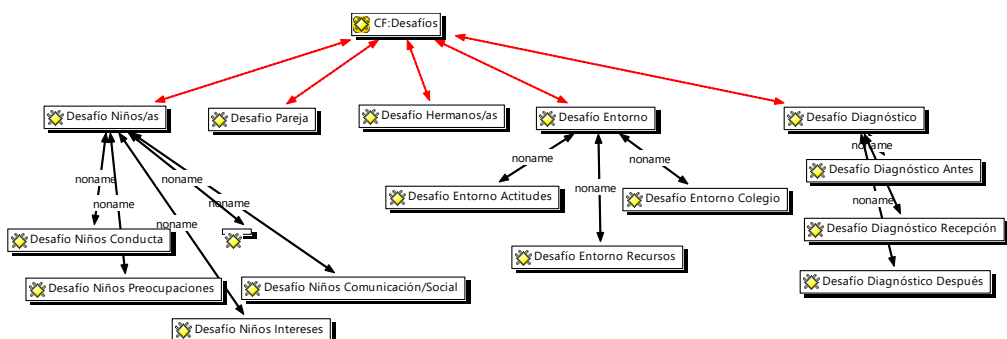 CF:Desafíos
Desafío Niños/as
Desafio Pareja
Desafío Hermanos/as
Desafío Entorno
Desafío Diagnóstico
noname
noname
noname
noname
noname
noname
noname
noname
noname
noname
Desafío Diagnóstico Antes
Desafío Entorno Actitudes
Desafío Entorno Colegio
Desafío Niños Conducta
Desafío Diagnóstico Recepción
Desafío Entorno Recursos
Desafío Niños Preocupaciones
Desafío Niños Comunicación/Social
Desafío Diagnóstico Después
Desafío Niños Intereses